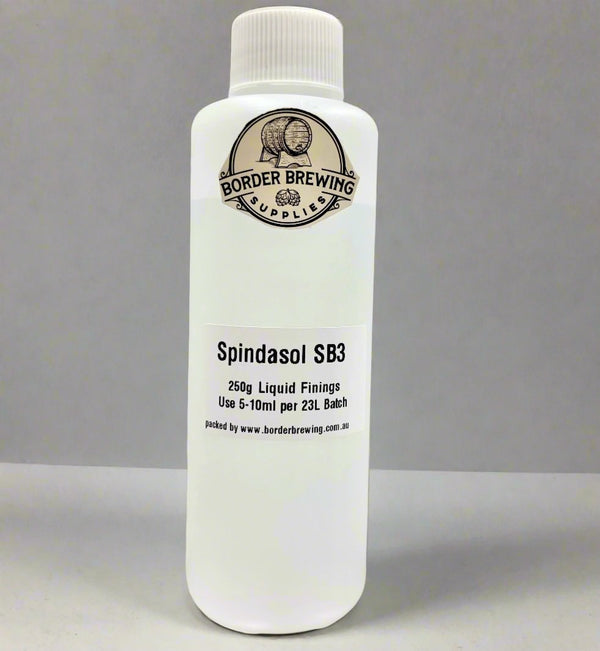 BORDER BREWING
SUPPLIES
Spindasol SB3
250g Liquid Finings
Use 5-10ml per 23L Batch
packed by www.borderbrewing.com.au